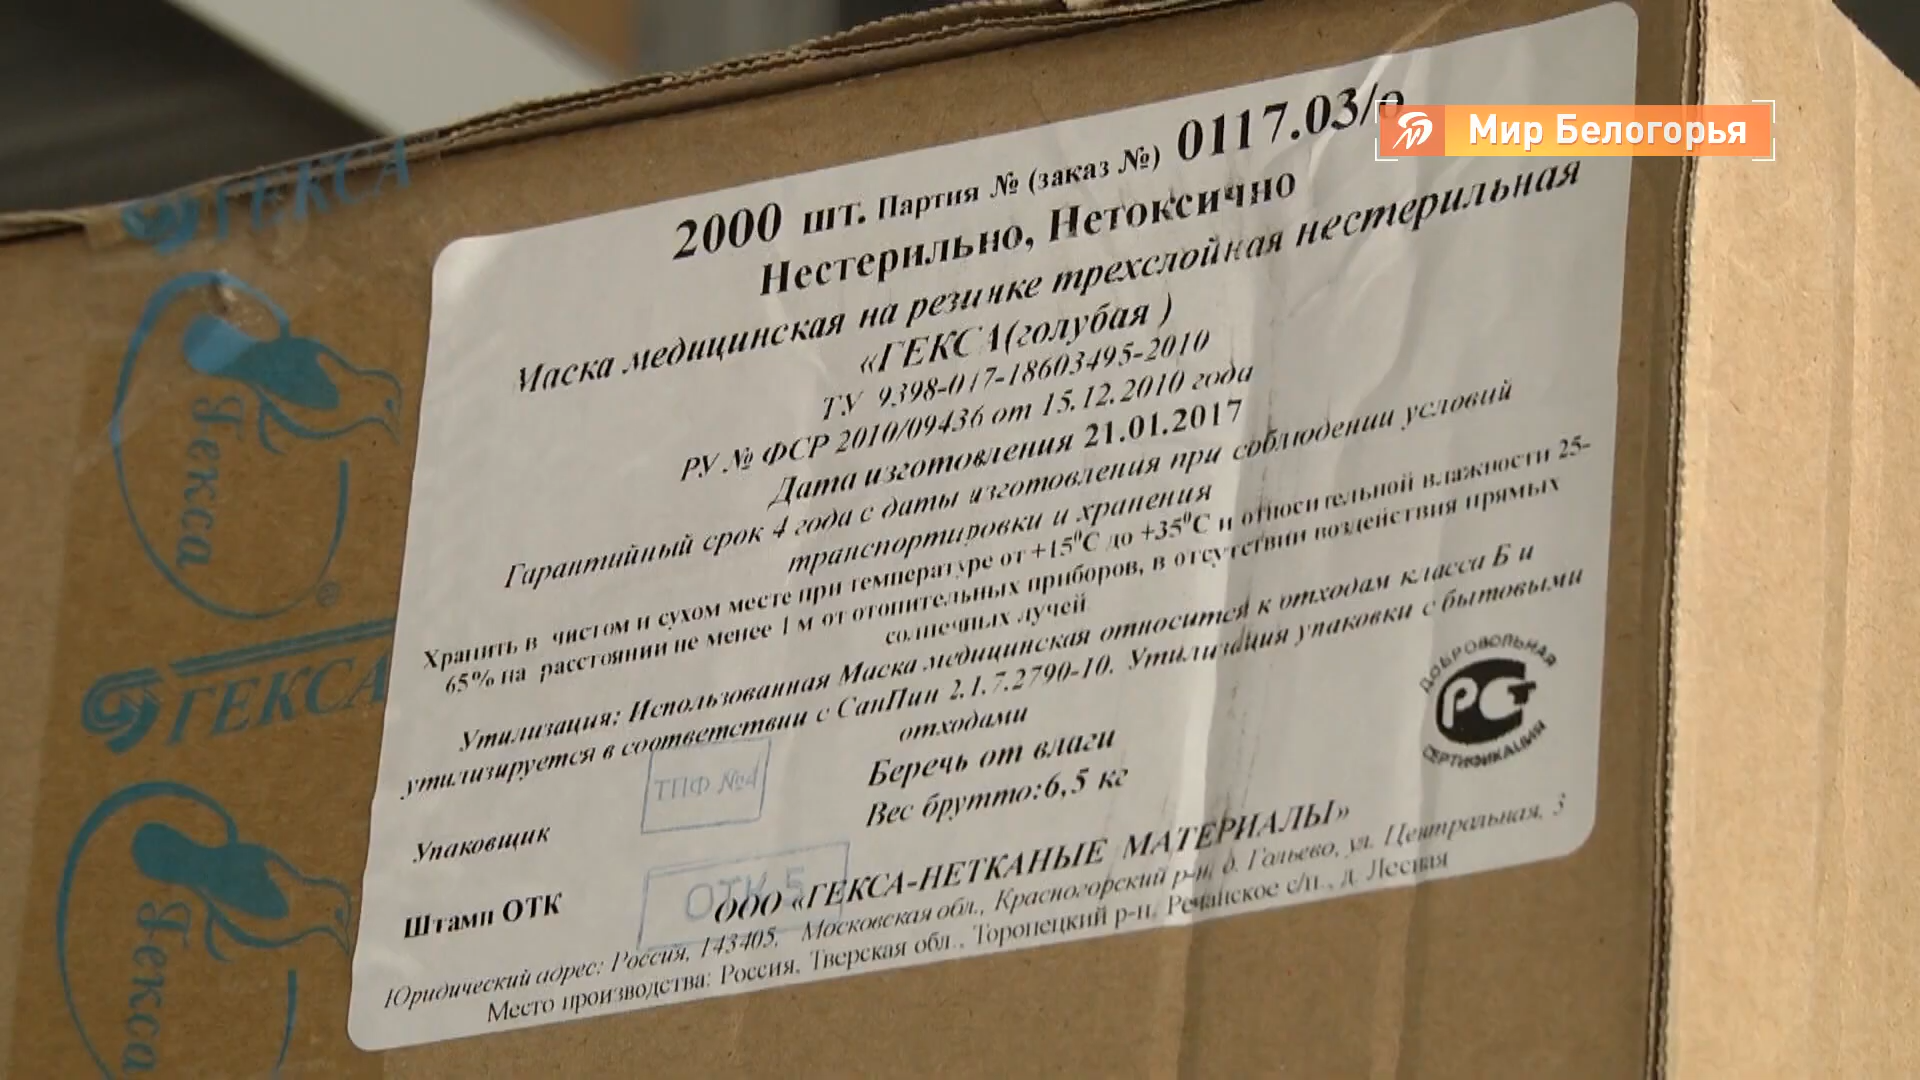 Мир Белогорья
2000 шт. Партия № (заказ №) 0117.03/о
Нестерильно, Нетоксично
Маска медицинская на резинке трехслойная нестерильная
«ГЕКСА(голубая )
ТУ 9398-017-18603495-2010
РУ № ФСР 2010/09436 от 15.12.2010 года
Дата изготовления 21.01.2017
Гарантийный срок 4 года с даты изготовления при соблюдении условий
транспортировки и хранения
Хранить в чистом и сухом месте при температуре от +15⁰С до +35⁰С и относительной влажности 25-
65% на расстоянии не менее 1 м от отопительных приборов, в отсутствии воздействия прямых
солнечных лучей
Утилизация: Использованная Маска медицинская относится к отходам класса Б и
утилизируется в соответствии с СанПин 2.1.7.2790-10. Утилизация упаковки с бытовыми
отходами
Беречь от влаги
Вес брутто:6,5 кг
Упаковщик
ТПФ №4
Штамп ОТК
ОТК 5
ООО «ГЕКСА-НЕТКАНЫЕ МАТЕРИАЛЫ»
Юридический адрес: Россия, 143405, Московская обл., Красногорский р-н, д. Гольево, ул. Центральная, 3
Место производства: Россия, Тверская обл., Торопецкий р-н, Речанское с/п., д. Лесная
ДОБРОВОЛЬНАЯ
РСТ
СЕРТИФИКАЦИЯ
ГЕКСА
Гекса
®
ГЕКСА
Гекса